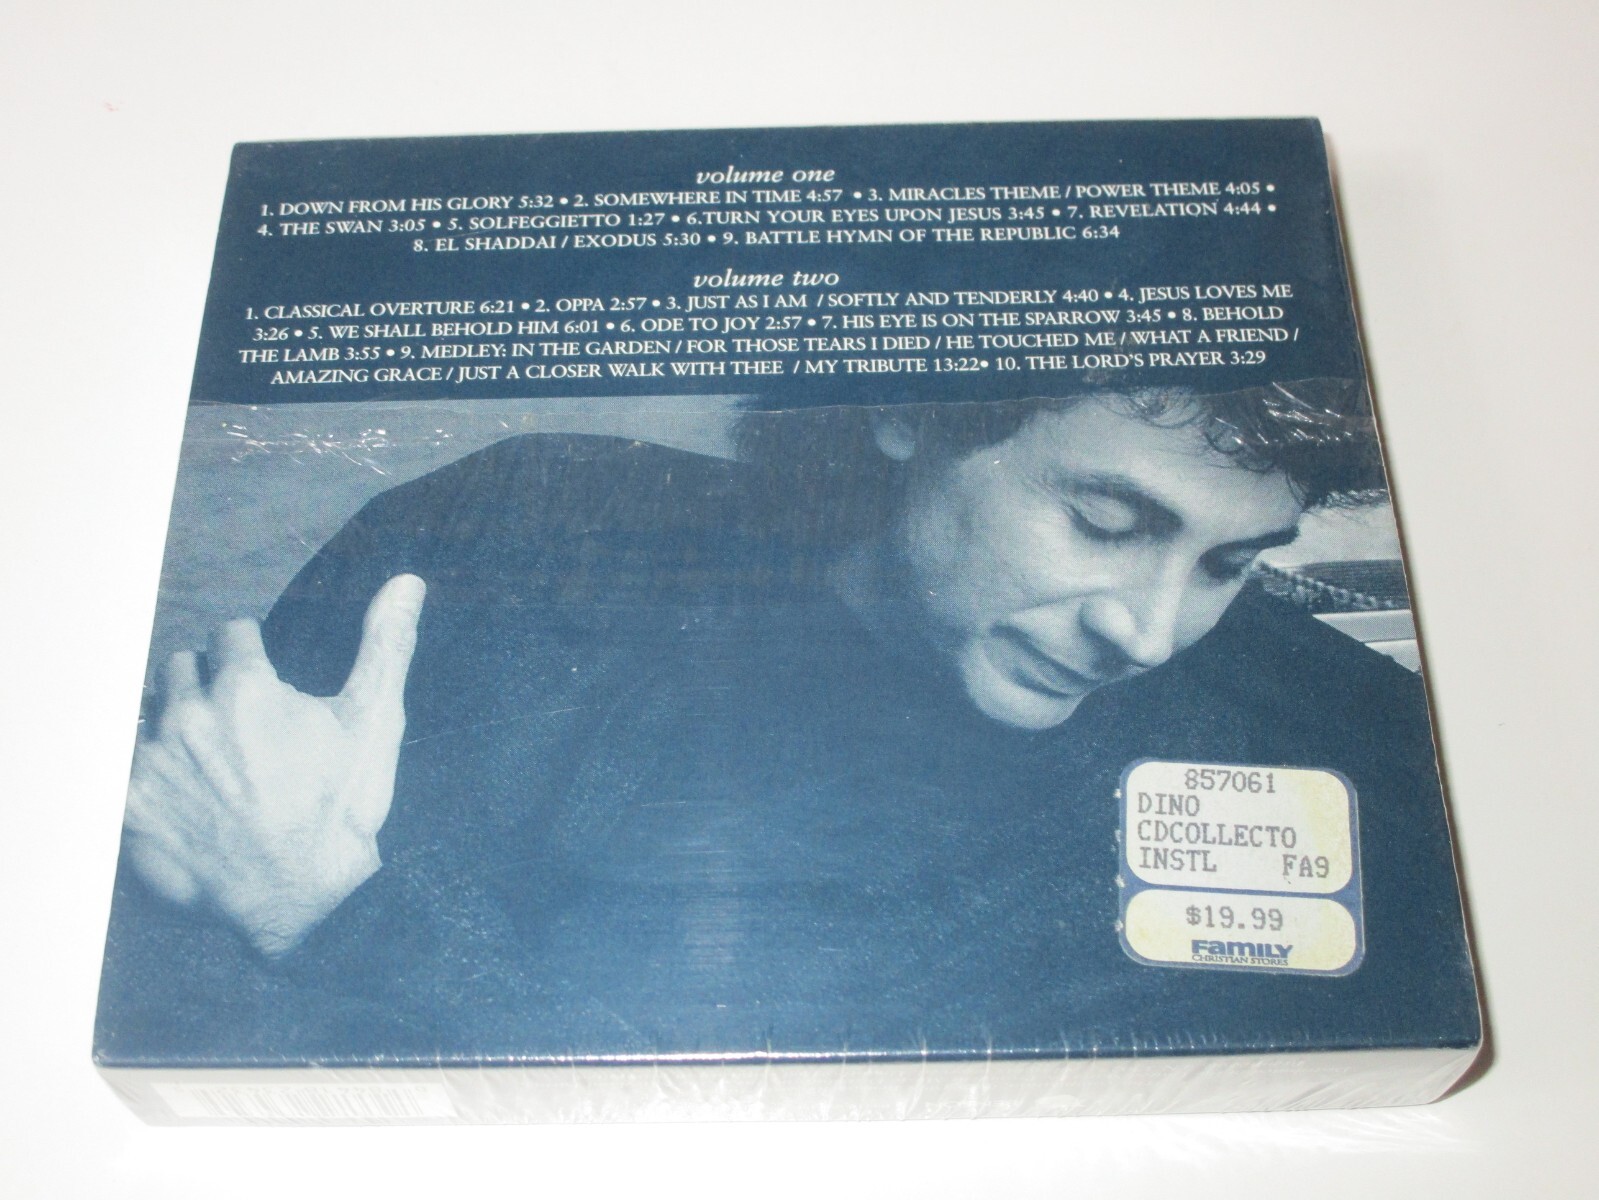 volume one
1. DOWN FROM HIS GLORY 5:32 • 2. SOMEWHERE IN TIME 4:57 • 3. MIRACLES THEME / POWER THEME 4:05 •
4. THE SWAN 3:05 • 5. SOLFEGGIETTO 1:27 • 6.TURN YOUR EYES UPON JESUS 3:45 • 7. REVELATION 4:44 •
8. EL SHADDAI / EXODUS 5:30 • 9. BATTLE HYMN OF THE REPUBLIC 6:34
volume two
1. CLASSICAL OVERTURE 6:21 • 2. OPPA 2:57 • 3. JUST AS I AM / SOFTLY AND TENDERLY 4:40 • 4. JESUS LOVES ME
3:26 • 5. WE SHALL BEHOLD HIM 6:01 • 6. ODE TO JOY 2:57 • 7. HIS EYE IS ON THE SPARROW 3:45 • 8. BEHOLD
THE LAMB 3:55 • 9. MEDLEY: IN THE GARDEN / FOR THOSE TEARS I DIED / HE TOUCHED ME / WHAT A FRIEND /
AMAZING GRACE / JUST A CLOSER WALK WITH THEE / MY TRIBUTE 13:22• 10. THE LORD'S PRAYER 3:29
857061
DINO
CDCOLLECTO
INSTL FA9
$19.99
FAMILY
CHRISTIAN STORES